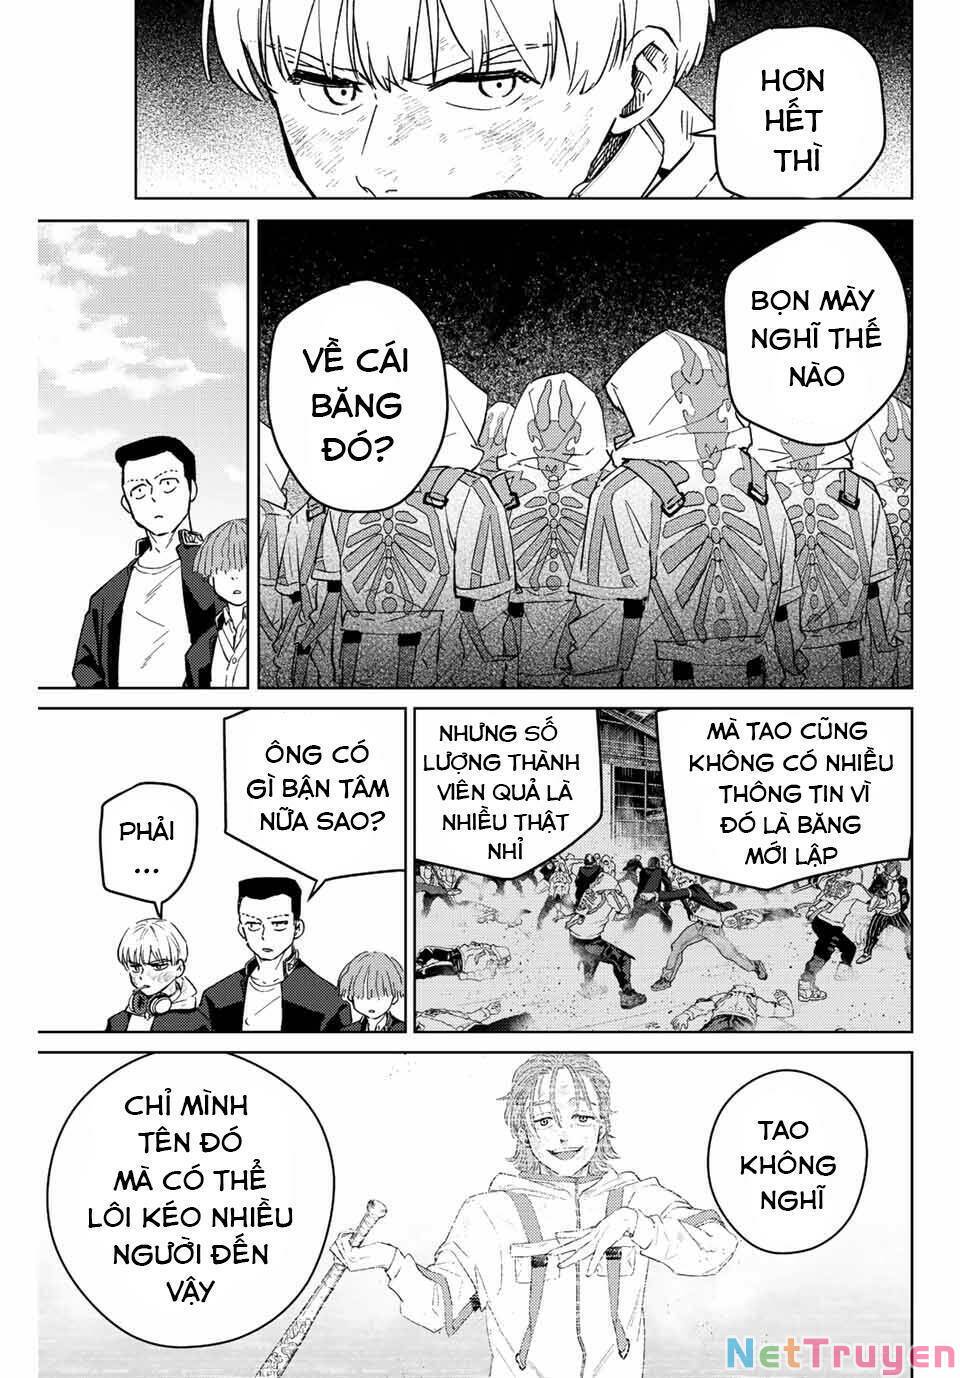 HƠN
HẾT
THÌ
BỌN MÀY
NGHĨ THẾ
NÀO
VỀ CÁI
BĂNG
ĐÓ?
MÀ TAO CŨNG
KHÔNG CÓ NHIỀU
THÔNG TIN VÌ
ĐÓ LÀ BĂNG
MỚI LẬP
NHƯNG SỐ
LƯỢNG THÀNH
VIÊN QUẢ LÀ
NHIỀU THẬT
NHỈ
ÔNG CÓ
GÌ BẬN TÂM
NỮA SAO?
PHẢI
...
TAO
KHÔNG
NGHĨ
CHỈ MÌNH
TÊN ĐÓ
MÀ CÓ THỂ
LÔI KÉO NHIỀU
NGƯỜI ĐẾN
VẬY
NetTruyen